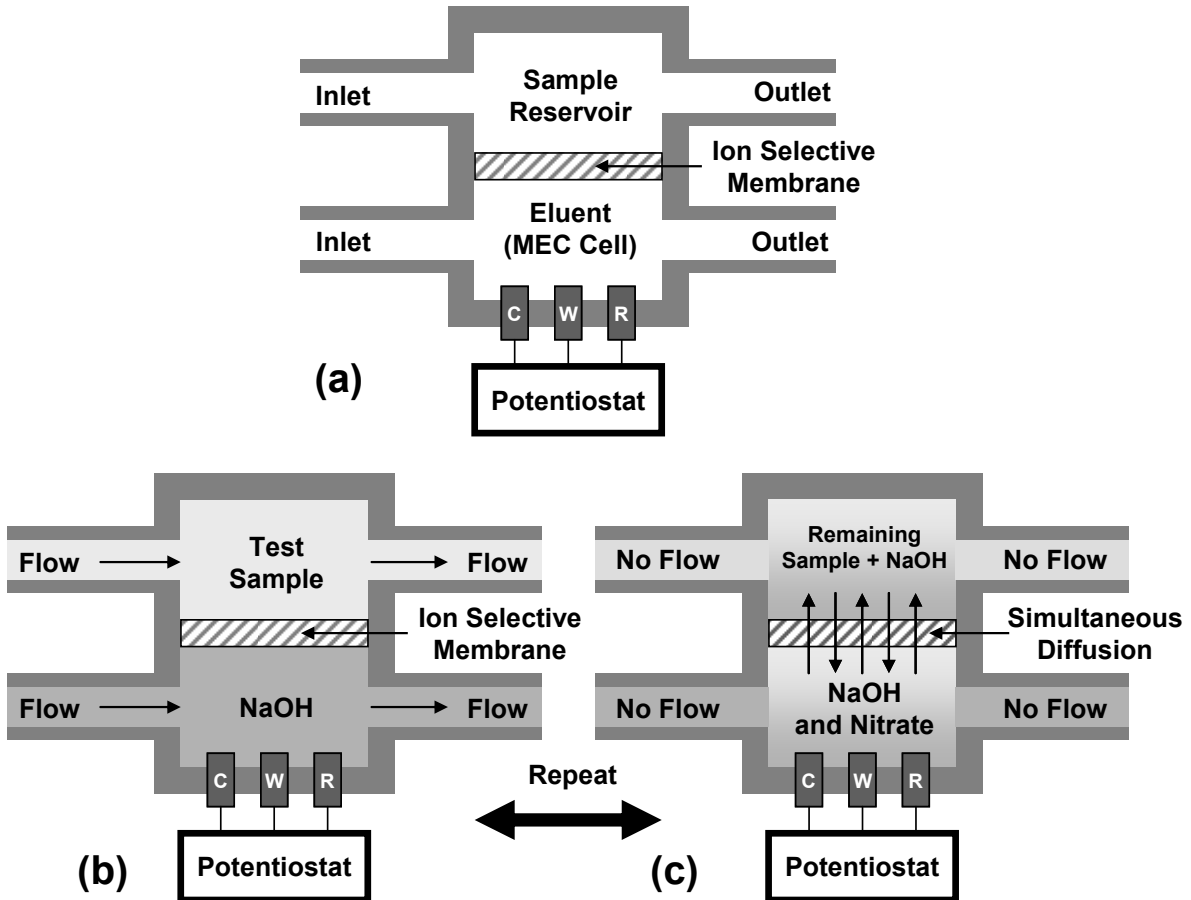 Inlet
Sample
Reservoir
Outlet
Ion Selective
Membrane
Inlet
Eluent
(MEC Cell)
Outlet
C
W
R
(a)
Potentiostat
Flow
Test
Sample
Flow
Ion Selective
Membrane
Flow
NaOH
Flow
C
W
R
(b)
Potentiostat
Repeat
No Flow
Remaining
Sample + NaOH
No Flow
Simultaneous
Diffusion
No Flow
NaOH
and Nitrate
No Flow
C
W
R
(c)
Potentiostat